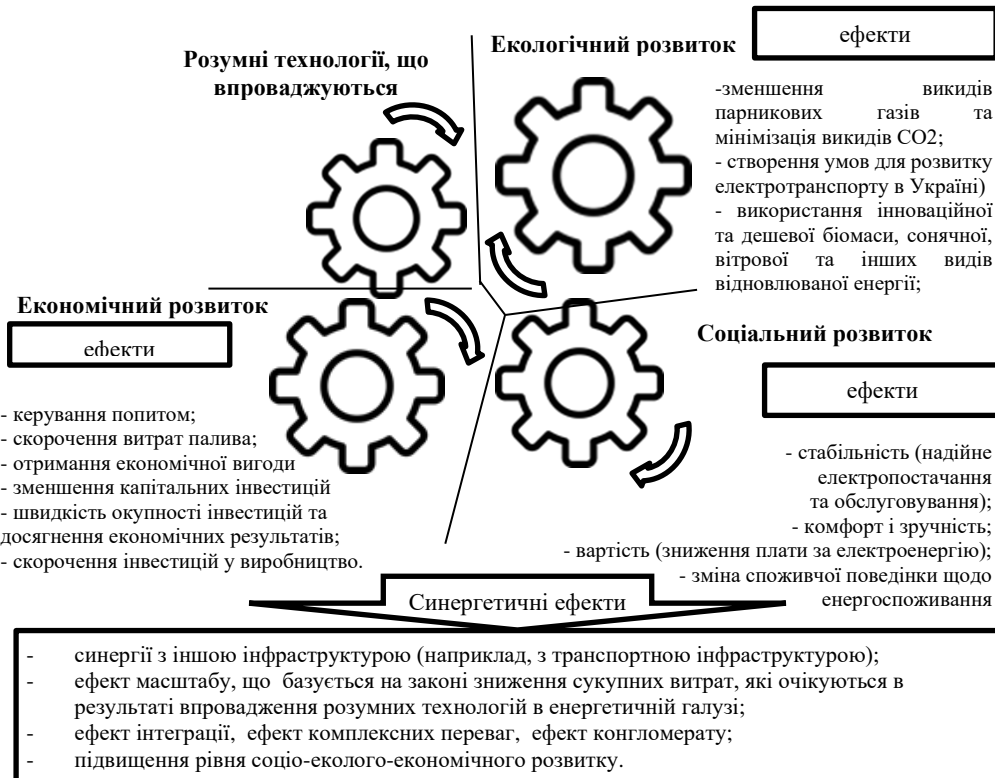 Розумні технології, що
впроваджуються
Екологічний розвиток
ефекти
-зменшення викидів
парникових газів та
мінімізація викидів СО2;
- створення умов для розвитку
електротранспорту в Україні)
- використання інноваційної
та дешевої біомаси, сонячної,
вітрової та інших видів
відновлюваної енергії;
Економічний розвиток
ефекти
- керування попитом;
- скорочення витрат палива;
- отримання економічної вигоди
- зменшення капітальних інвестицій
- швидкість окупності інвестицій та
досягнення економічних результатів;
- скорочення інвестицій у виробництво.
Соціальний розвиток
ефекти
- стабільність (надійне
електропостачання
та обслуговування);
- комфорт і зручність;
- вартість (зниження плати за електроенергію);
- зміна споживчої поведінки щодо
енергоспоживання
Синергетичні ефекти
- синергії з іншою інфраструктурою (наприклад, з транспортною інфраструктурою);
- ефект масштабу, що базується на законі зниження сукупних витрат, які очікуються в
результаті впровадження розумних технологій в енергетичній галузі;
- ефект інтеграції, ефект комплексних переваг, ефект конгломерату;
- підвищення рівня соціо-еколого-економічного розвитку.